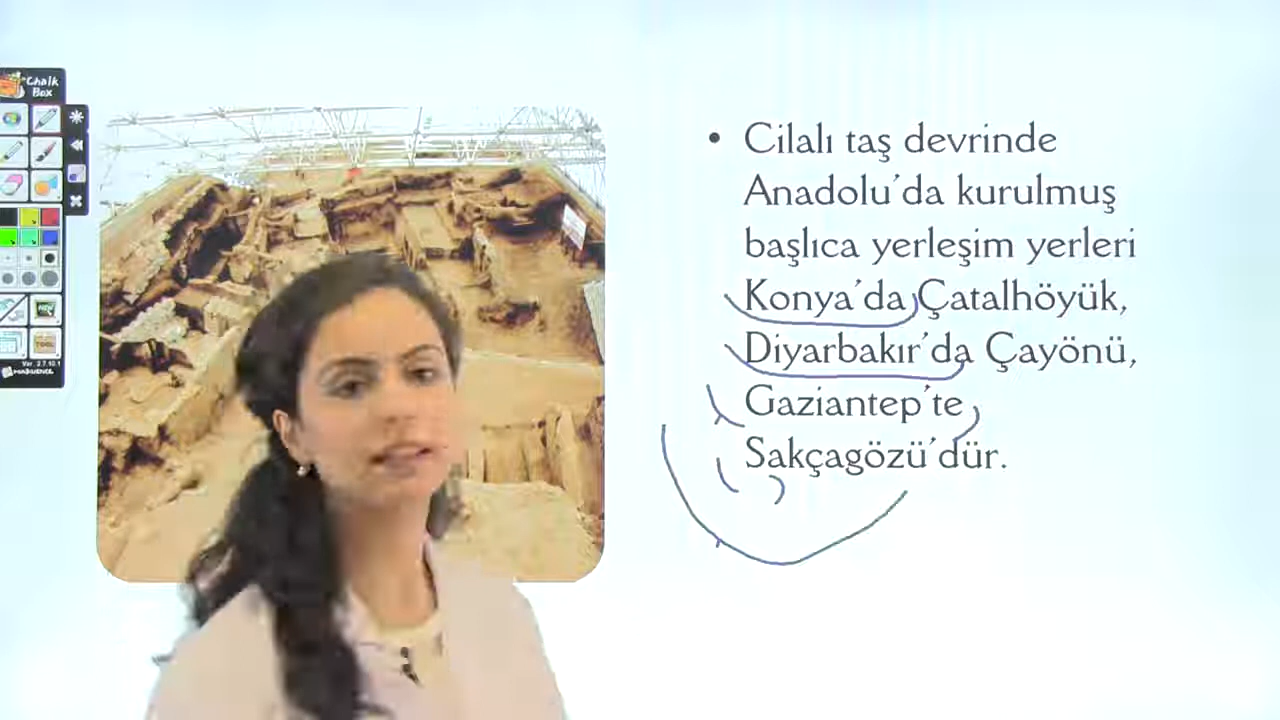 Chalk
Box
• Cilalı taş devrinde
Anadolu'da kurulmuş
başlıca yerleşim yerleri
Konya'da Çatalhöyük,
Diyarbakır'da Çayönü,
Gaziantep'te
Sakçagözü'dür.